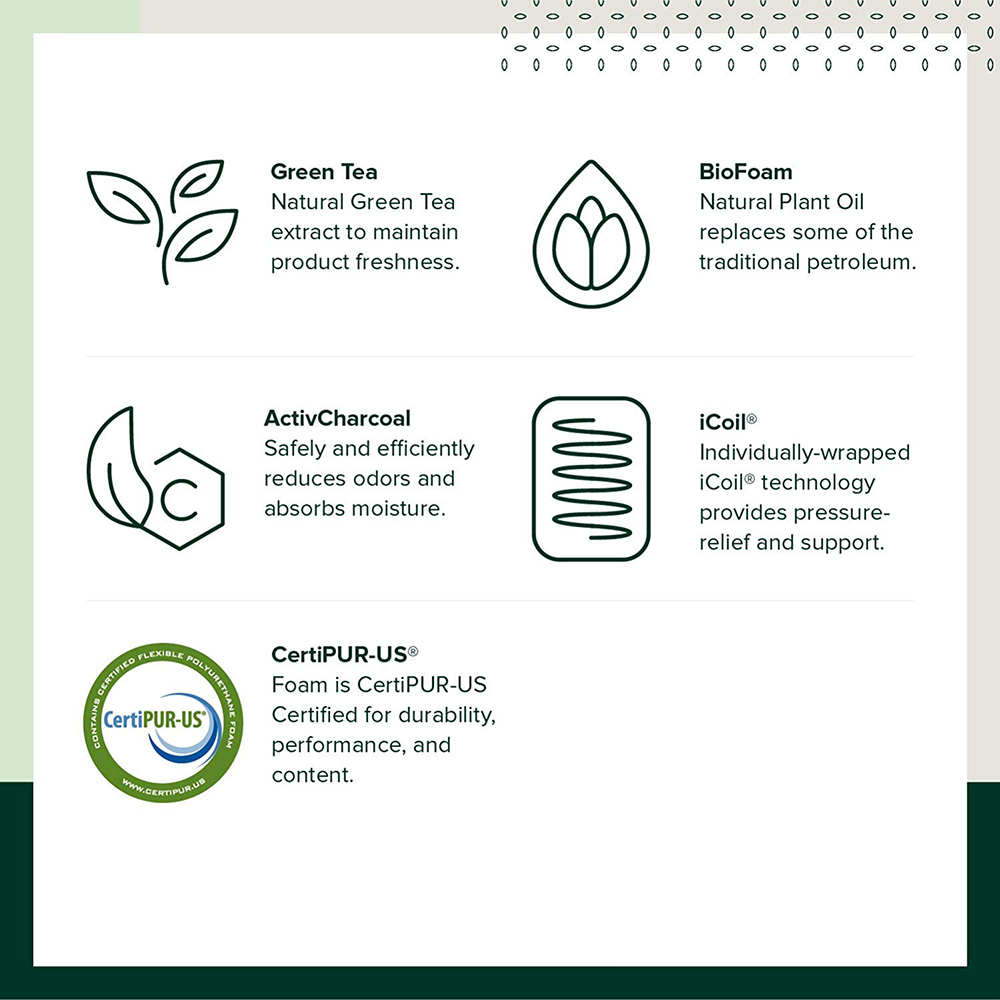 Green Tea
Natural Green Tea
extract to maintain
product freshness.
BioFoam
Natural Plant Oil
replaces some of the
traditional petroleum.
ActivCharcoal
Safely and efficiently
reduces odors and
absorbs moisture.
C
iCoil®
Individually-wrapped
iCoil® technology
provides pressure-
relief and support.
CONTAINS CERTIFIED FLEXIBLE POLYURETHANE FOAM
CertiPUR-US®
WWW.CERTIPUR.US
CertiPUR-US®
Foam is CertiPUR-US
Certified for durability,
performance, and
content.